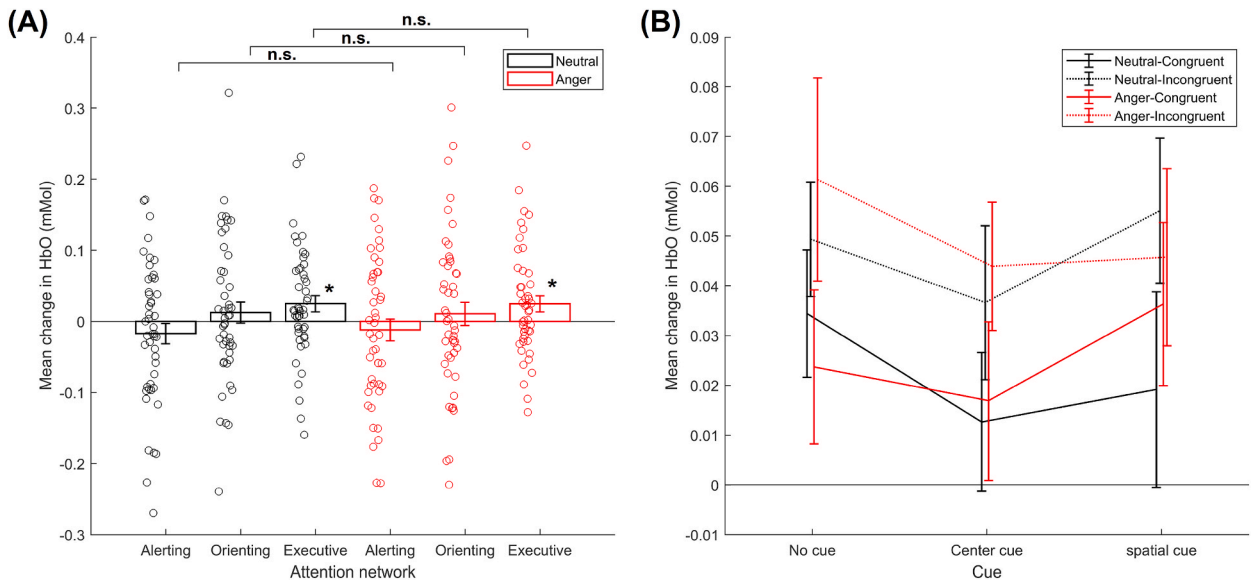 (A)
n.s.
n.s.
n.s.
Neutral
Anger
0.4
0.3
0.2
0.1
0
-0.1
-0.2
-0.3
Mean change in HbO (mMol)
*
*
Alerting Orienting Executive Alerting Orienting Executive
Attention network
(B)
Neutral-Congruent
Neutral-Incongruent
Anger-Congruent
Anger-Incongruent
0.09
0.08
0.07
0.06
0.05
0.04
0.03
0.02
0.01
0
-0.01
Mean change in HbO (mMol)
No cue Center cue spatial cue
Cue